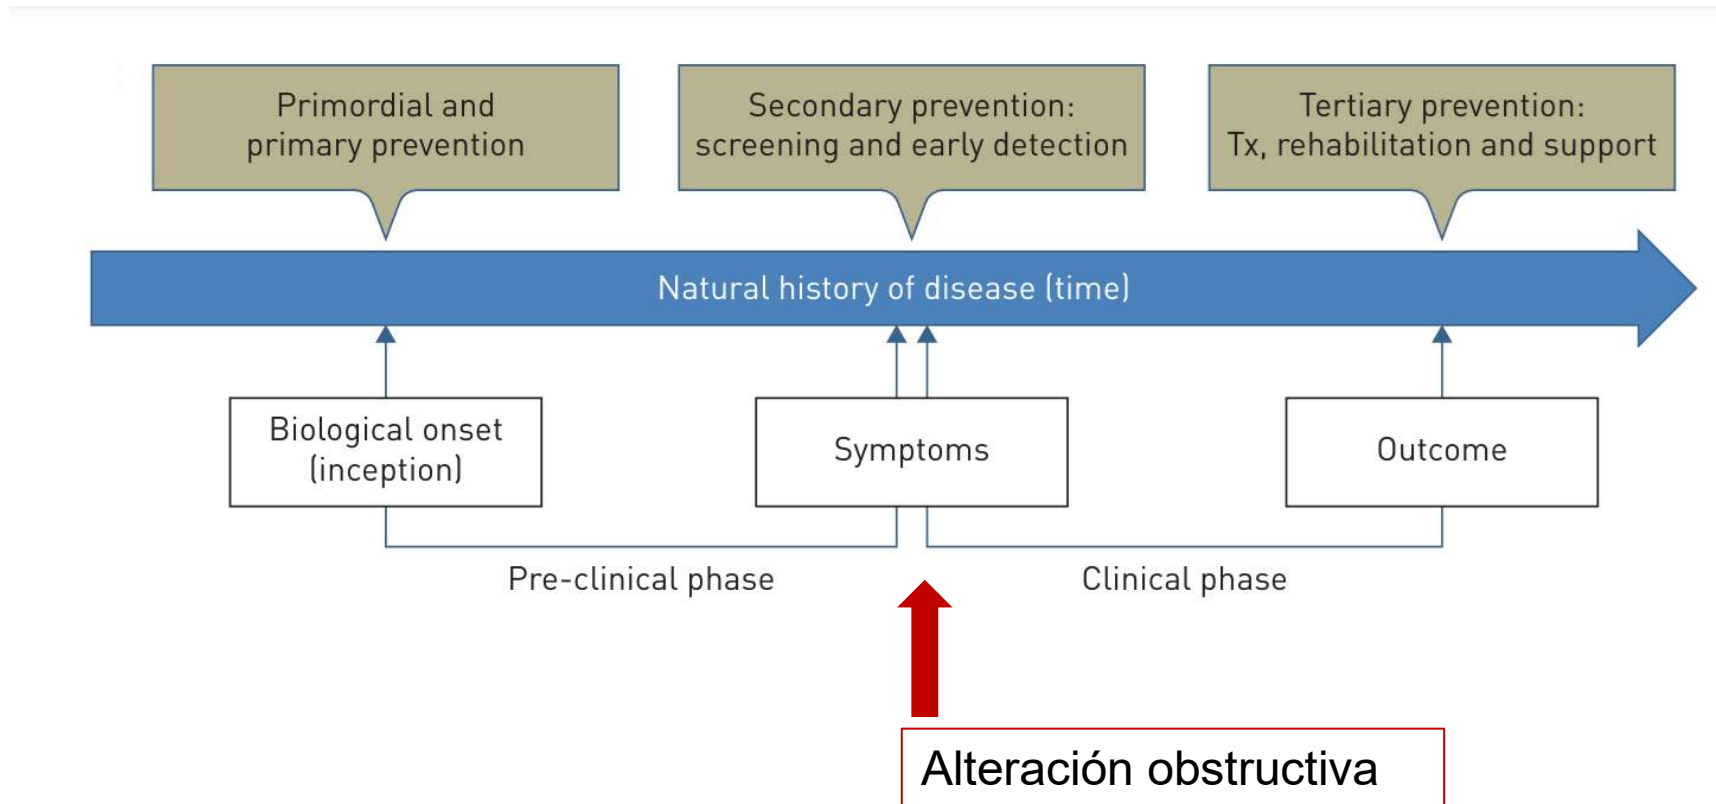 Primordial and
primary prevention
Secondary prevention:
screening and early detection
Tertiary prevention:
Tx, rehabilitation and support
Natural history of disease (time)
Biological onset
(inception)
Symptoms
Outcome
Pre-clinical phase
Clinical phase
Alteración obstructiva